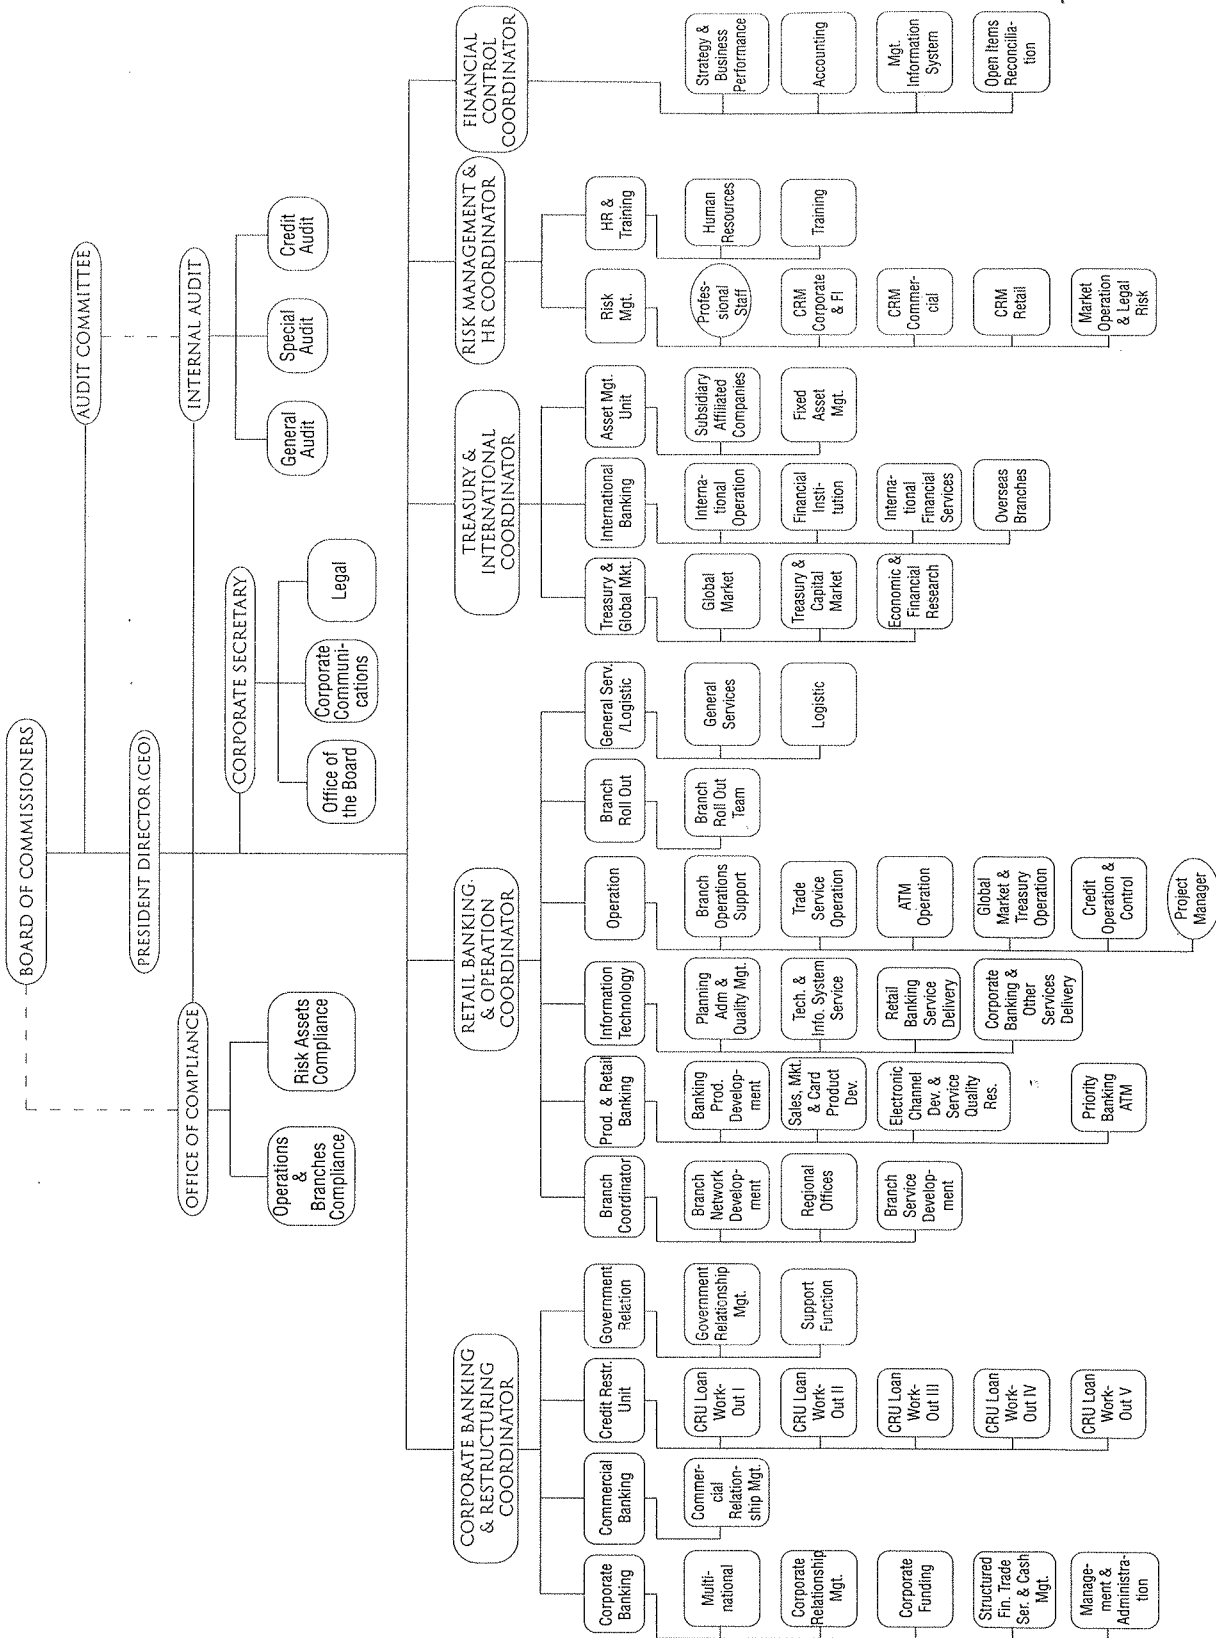 BOARD OF COMMISSIONERS
AUDIT COMMITTEE
PRESIDENT DIRECTOR (CEO)
OFFICE OF COMPLIANCE
INTERNAL AUDIT
CORPORATE SECRETARY
Operations
&
Branches
Compliance
Risk Assets
Compliance
General
Audit
Special
Audit
Credit
Audit
Office of
the Board
Corporate
Communi-
cations
Legal
CORPORATE BANKING
& RESTRUCTURING
COORDINATOR
RETAIL BANKING.
& OPERATION
COORDINATOR
TREASURY &
INTERNATIONAL
COORDINATOR
RISK MANAGEMENT &
HR COORDINATOR
FINANCIAL
CONTROL
COORDINATOR
Corporate
Banking
Multi-
national
Corporate
Relationship
Mgt.
Corporate
Funding
Structured
Fin. Trade
Ser. & Cash
Mgt.
Manage-
ment &
Administra-
tion
Commercial
Banking
Commer-
cial
Relation-
ship Mgt.
Credit Restr.
Unit
CRU Loan
Work-
Out I
CRU Loan
Work-
Out II
CRU Loan
Work-
Out III
CRU Loan
Work-
Out IV
CRU Loan
Work-
Out V
Government
Relation
Government
Relationship
Mgt.
Support
Function
Branch
Coordinator
Branch
Network
Develop-
ment
Regional
Offices
Branch
Service
Develop-
ment
Prod. & Retail
Banking
Banking
Prod.
Develop-
ment
Sales, Mkt.
& Card
Product
Dev.
Electronic
Channel
Dev. &
Service
Quality
Res.
Priority
Banking
ATM
Information
Technology
Planning
Adm &
Quality Mgt.
Tech. &
Info. System
Service
Retail
Banking
Service
Delivery
Corporate
Banking &
Other
Services
Delivery
Operation
Branch
Operations
Support
Trade
Service
Operation
ATM
Operation
Global
Market &
Treasury
Operation
Credit
Operation &
Control
Project
Manager
Branch
Roll Out
Branch
Roll Out
Team
General Serv.
/Logistic
General
Services
Logistic
Treasury &
Global Mkt.
Global
Market
Treasury &
Capital
Market
Economic &
Financial
Research
International
Banking
Interna-
tional
Operation
Financial
Insti-
tution
Interna-
tional
Financial
Services
Overseas
Branches
Asset Mgt.
Unit
Subsidiary
Affiliated
Companies
Fixed
Asset
Mgt.
Risk
Mgt.
Profes-
sional
Staff
CRM
Corporate
& FI
CRM
Commer-
cial
CRM
Retail
Market
Operation
& Legal
Risk
HR &
Training
Human
Resources
Training
Strategy &
Business
Performance
Accounting
Mgt.
Information
System
Open Items
Reconcilia-
tion